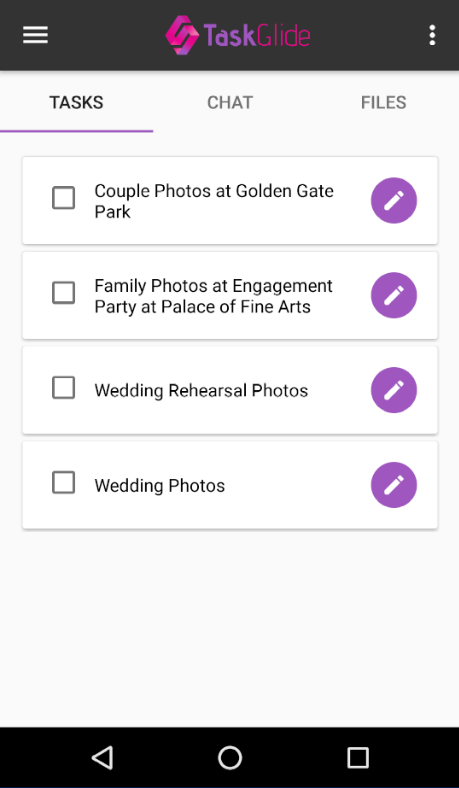 TaskGlide
TASKS
CHAT
FILES
Couple Photos at Golden Gate
Park
Family Photos at Engagement
Party at Palace of Fine Arts
Wedding Rehearsal Photos
Wedding Photos